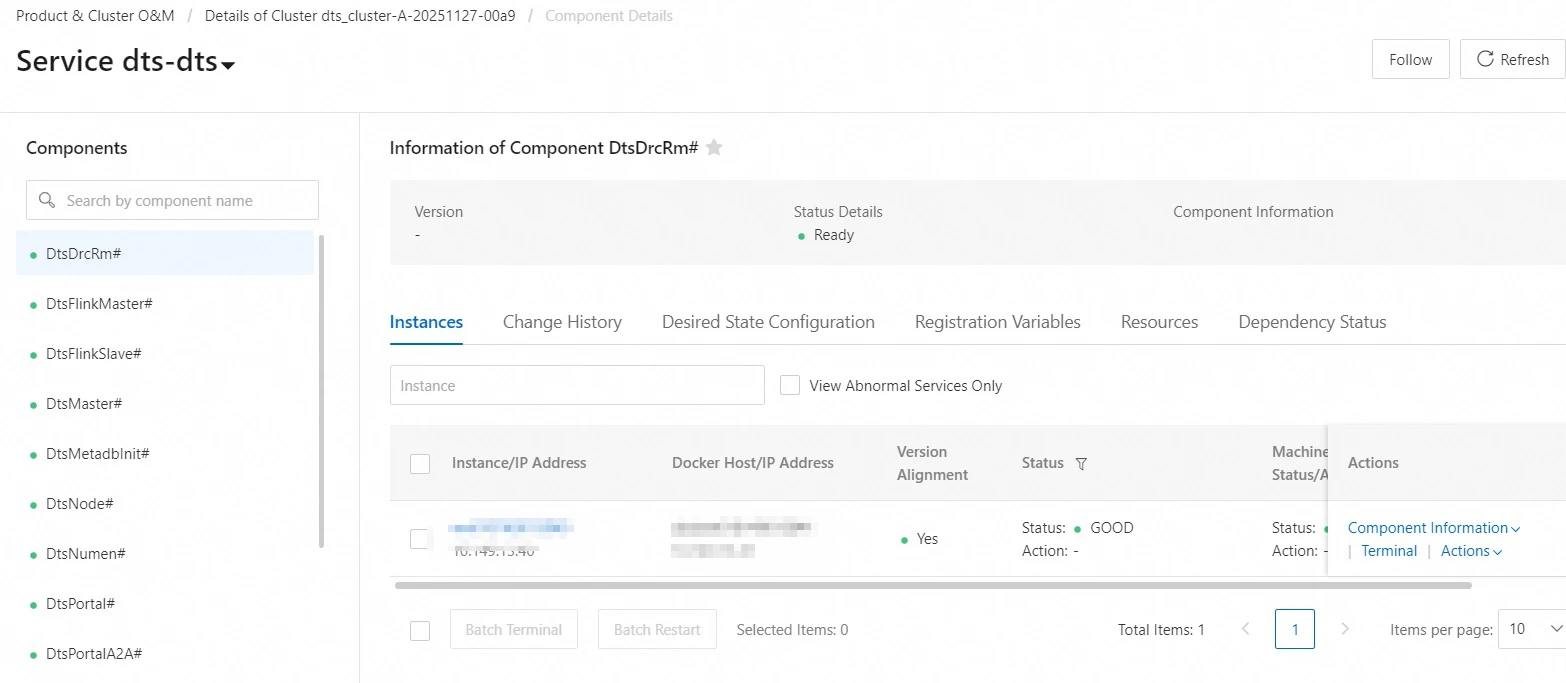 Product & Cluster O&M / Details of Cluster dts_cluster-A-20251127-00a9 / Component Details
Service dts-dts
Follow
Refresh
Components
Search by component name
DtsDrcRm#
DtsFlinkMaster#
DtsFlinkSlave#
DtsMaster#
DtsMetadbInit#
DtsNode#
DtsNumen#
DtsPortal#
DtsPortalA2A#
Information of Component DtsDrcRm#
Version
-
Status Details
Ready
Component Information
Instances Change History Desired State Configuration Registration Variables Resources Dependency Status
Instance
View Abnormal Services Only
Instance/IP Address
Docker Host/IP Address
Version
Alignment
Status
Machine
Status/A
Actions
Yes
Status: GOOD
Action: -
Status:
Action: -
Component Information
| Terminal | Actions
Batch Terminal
Batch Restart
Selected Items: 0
Total Items: 1
1
Items per page: 10